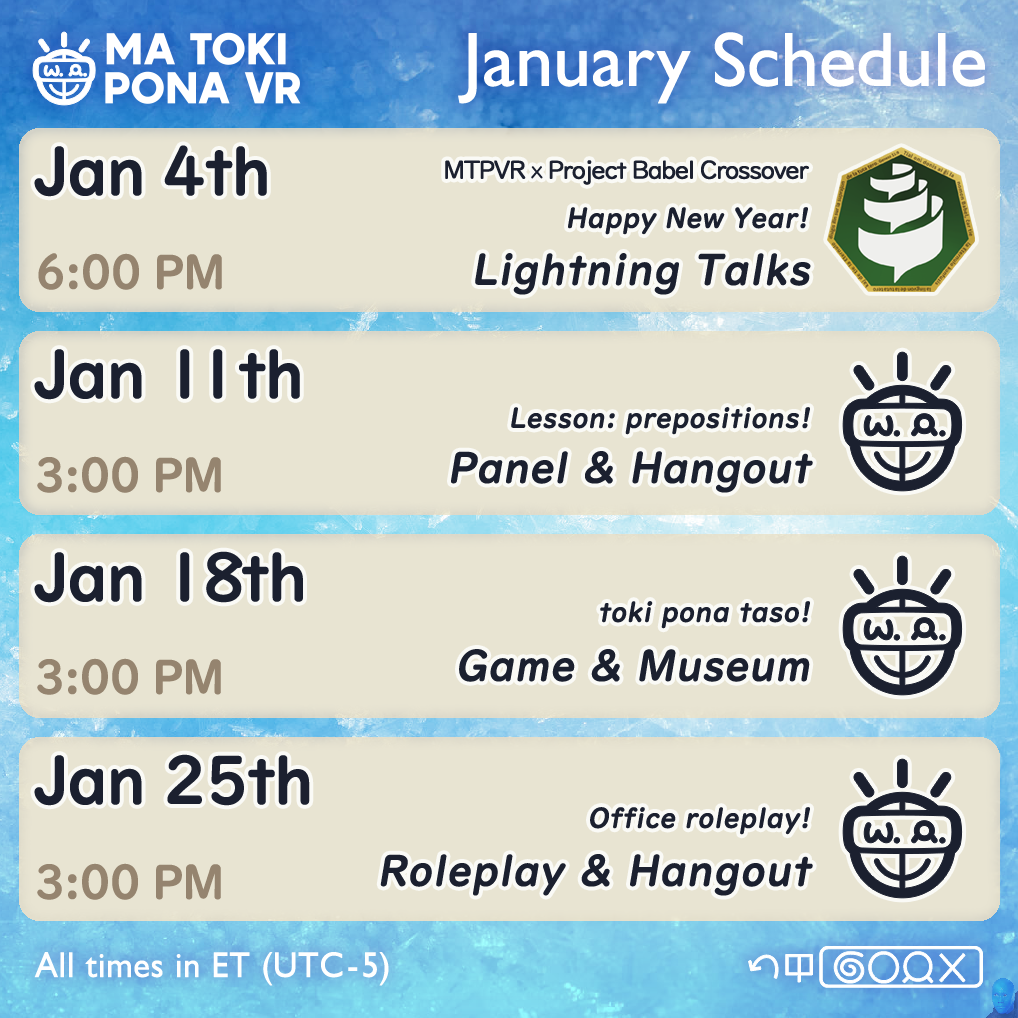 MA TOKI
PONA VR
January Schedule
Jan 4th
6:00 PM
MTPVR x Project Babel Crossover
Happy New Year!
Lightning Talks
Jan 11th
3:00 PM
Lesson: prepositions!
Panel & Hangout
w. a.
Jan 18th
3:00 PM
toki pona taso!
Game & Museum
w. a.
Jan 25th
3:00 PM
Office roleplay!
Roleplay & Hangout
w. a.
All times in ET (UTC-5)